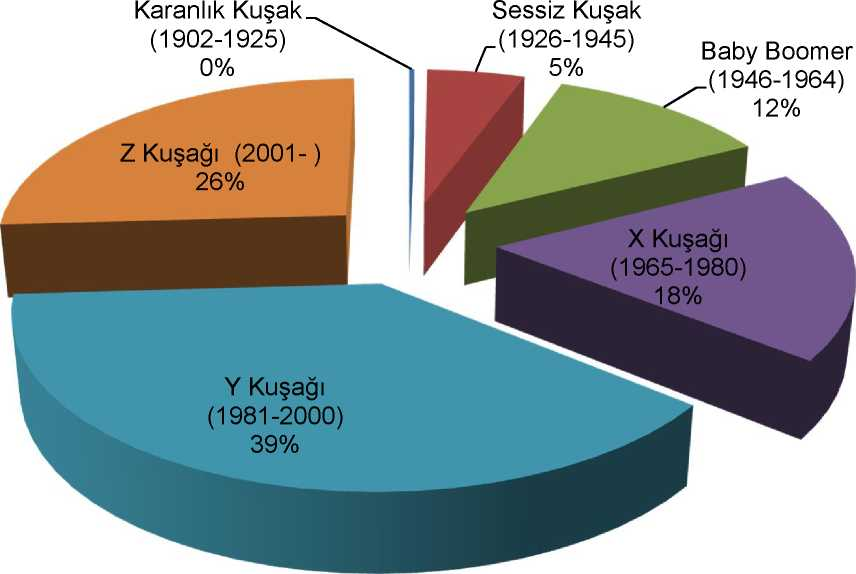 Karanlık Kuşak
(1902-1925)
0%
Sessiz Kuşak
(1926-1945)
5%
Baby Boomer
(1946-1964)
12%
X Kuşağı
(1965-1980)
18%
Y Kuşağı
(1981-2000)
39%
Z Kuşağı (2001- )
26%